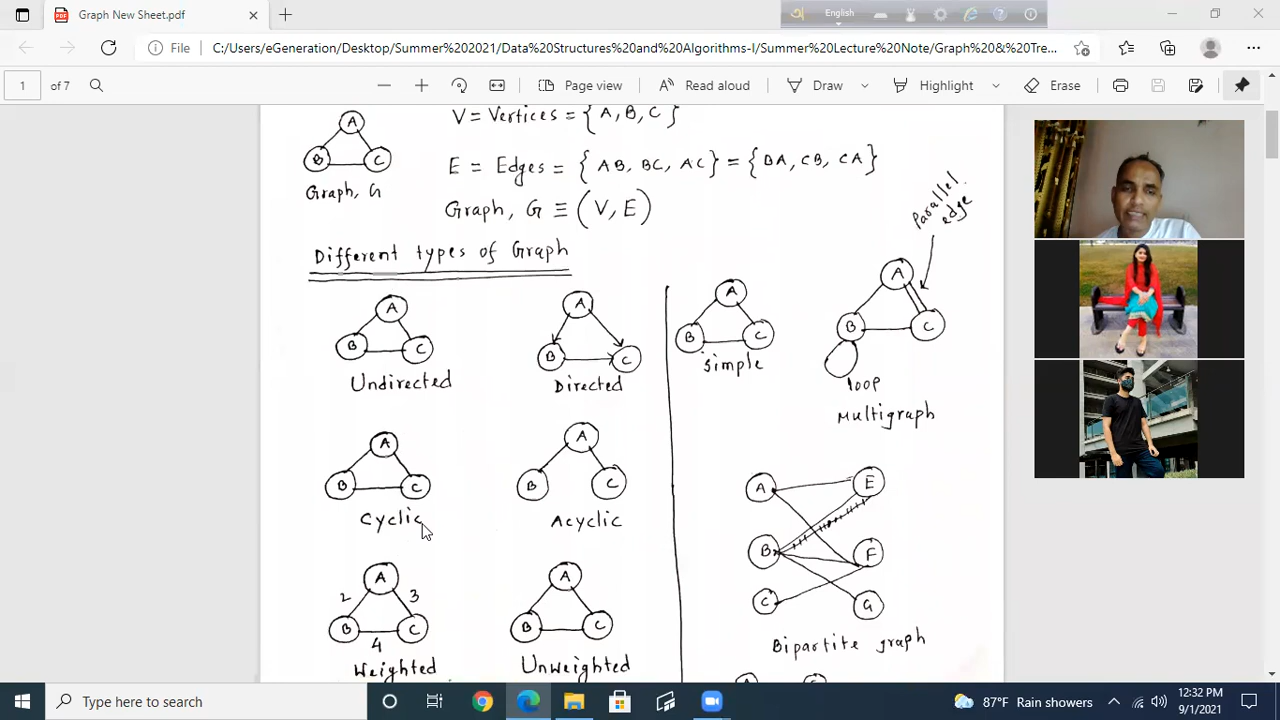 Graph New Sheet.pdf
English
File
C:/Users/eGeneration/Desktop/Summer%202021/Data%20Structures%20and%20Algorithms-I/Summer%20Lecture%20Note/Graph%20&%20Tre...
1 of 7
Page view
Read aloud
Draw
Highlight
Erase
A
B C
Graph, G
V = Vertices = {A, B, C}
E = Edges = {AB, BC, AC} = {BA, CB, CA}
Graph, G ≡ (V, E)
Different types of Graph
A
B C
Undirected
A
B C
Directed
A
B C
Cyclic
A
B C
Acyclic
A
2 3
B C
4
Weighted
A
B C
Unweighted
A
B C
Simple
Parallel
edge
A
B C
loop
Multigraph
A E
B F
C G
Bipartite graph
Type here to search
87°F Rain showers
12:32 PM
9/1/2021